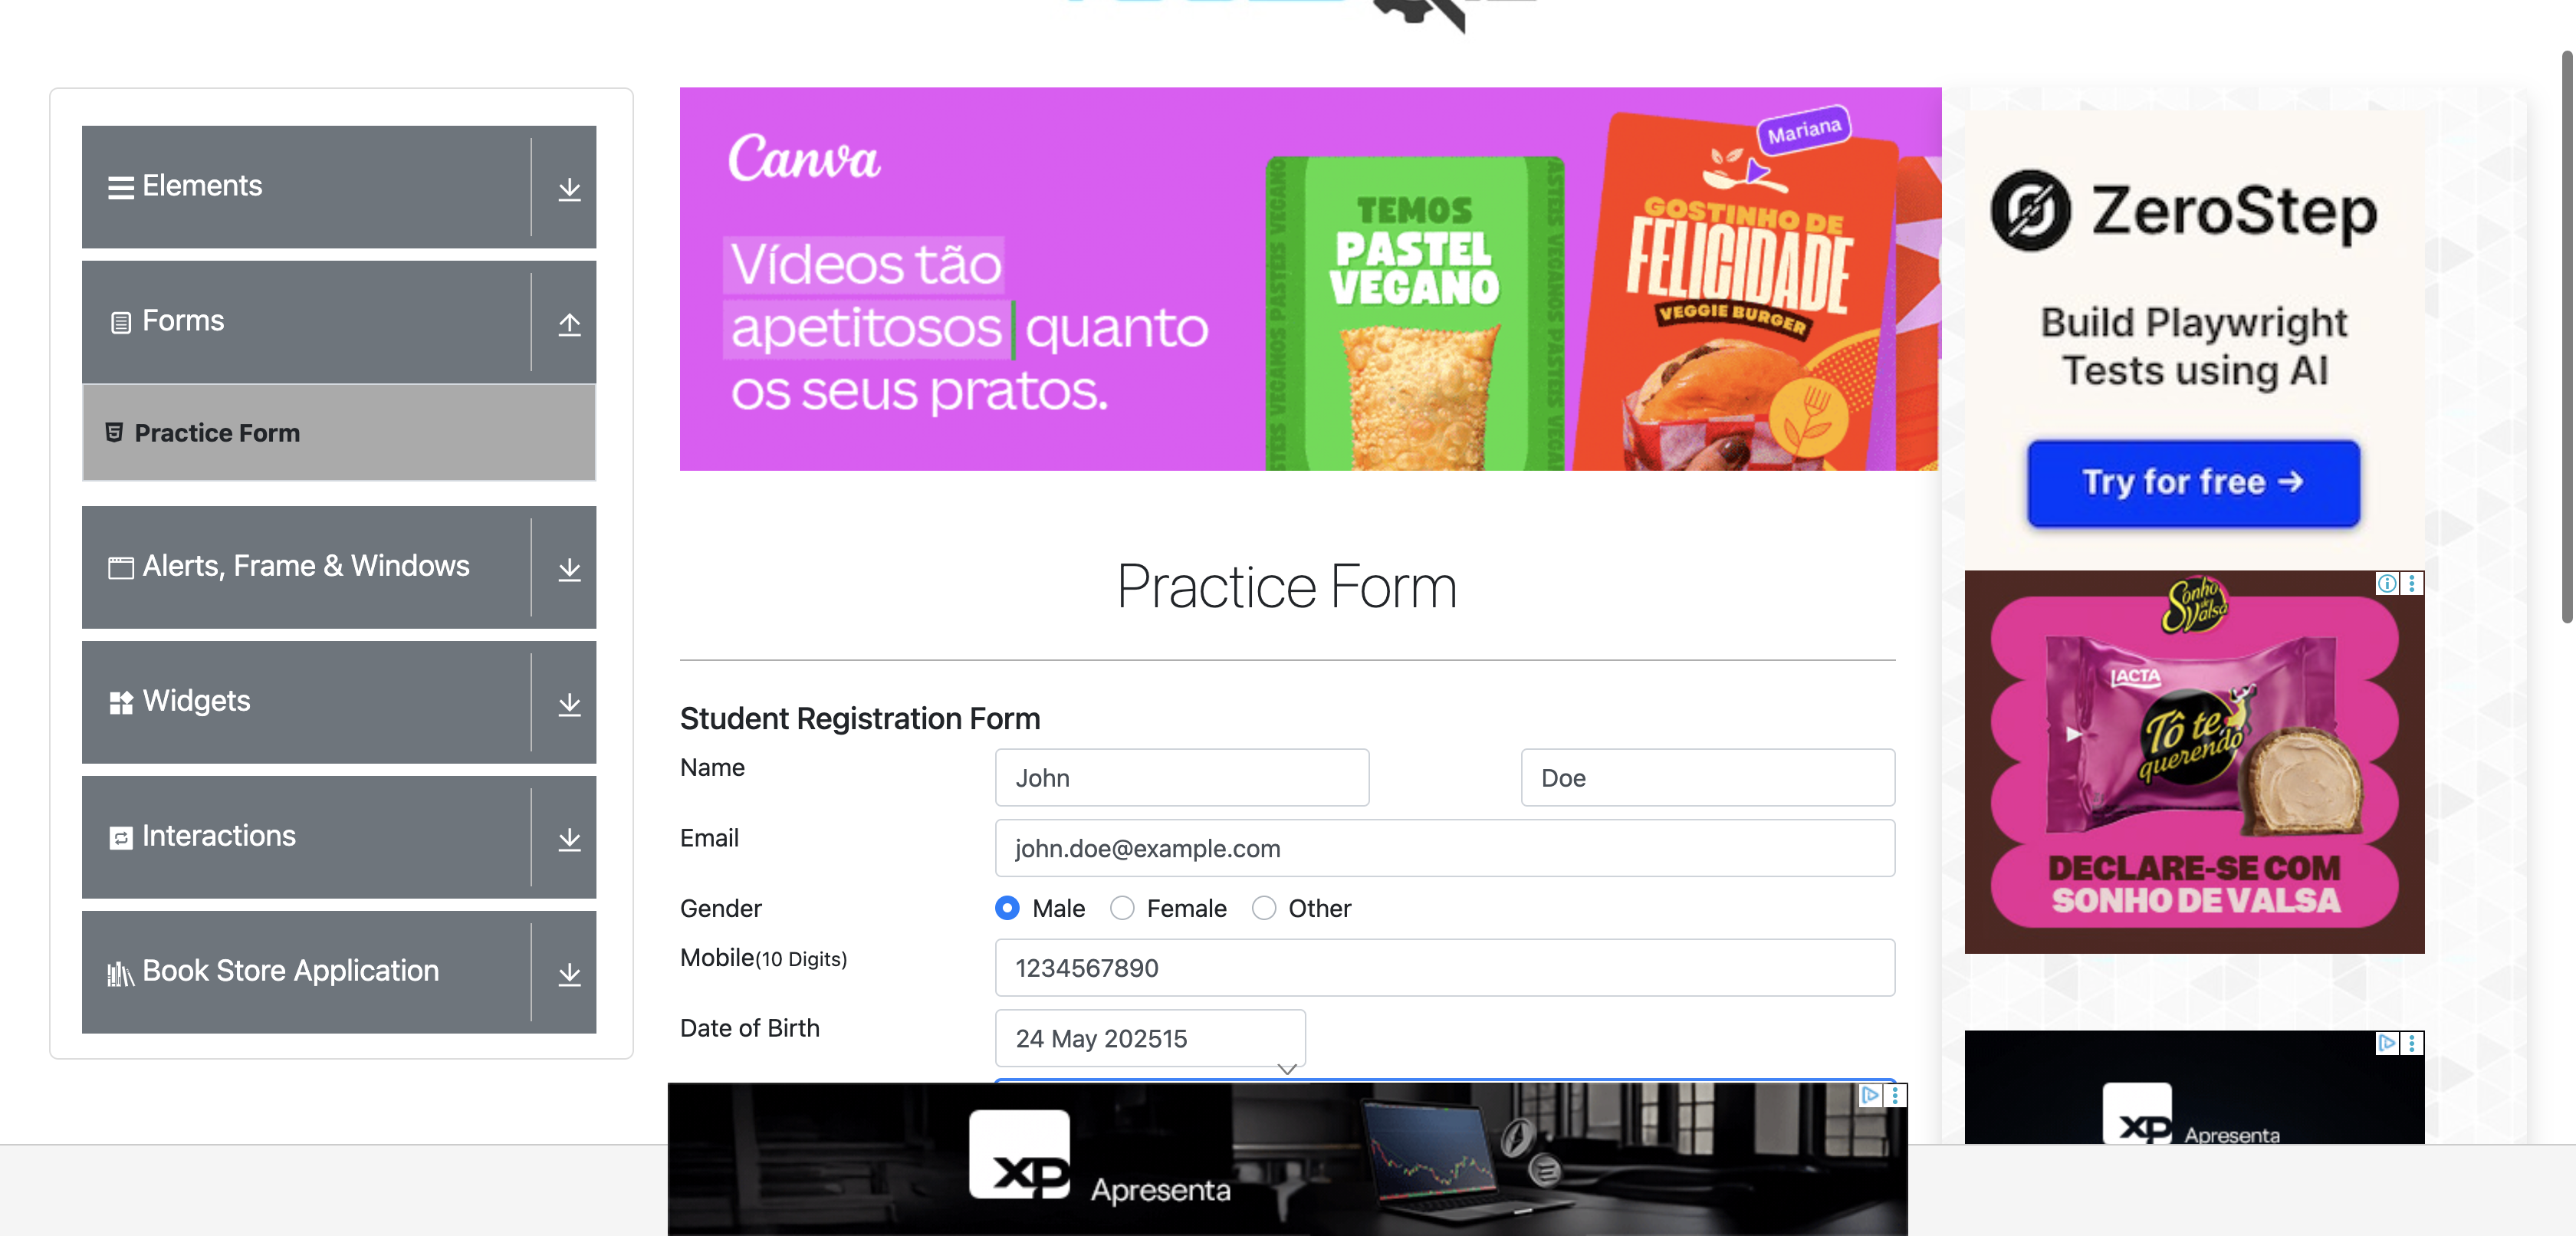 Elements
Forms
Practice Form
Alerts, Frame & Windows
Widgets
Interactions
Book Store Application
Canva
Vídeos tão
apetitosos quanto
os seus pratos.
TEMOS
PASTEL
VEGANO
Mariana
GOSTINHO DE
FELICIDADE
VEGGIE BURGER
Practice Form
Student Registration Form
Name
John
Doe
Email
john.doe@example.com
Gender
Male
Female
Other
Mobile(10 Digits)
1234567890
Date of Birth
24 May 202515
XP
Apresenta
ZeroStep
Build Playwright
Tests using AI
Try for free →
Sonho de Valsa
LACTA
Tô te
querendo
DECLARE-SE COM
SONHO DE VALSA
XP
Apresenta